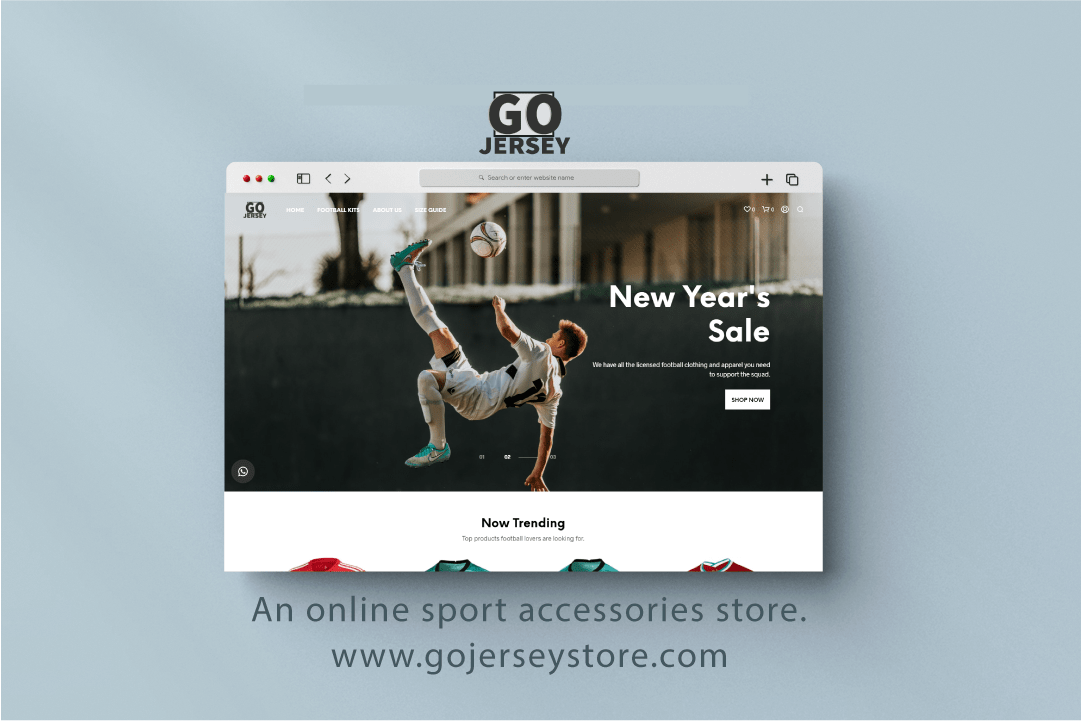 GO
JERSEY
Search or enter website name
GO
JERSEY
HOME FOOTBALL KITS ABOUT US SIZE GUIDE
0 0
New Year's
Sale
We have all the licensed football clothing and apparel you need
to support the squad.
SHOP NOW
01 02 03
Now Trending
Top products football lovers are looking for.
An online sport accessories store.
www.gojerseystore.com